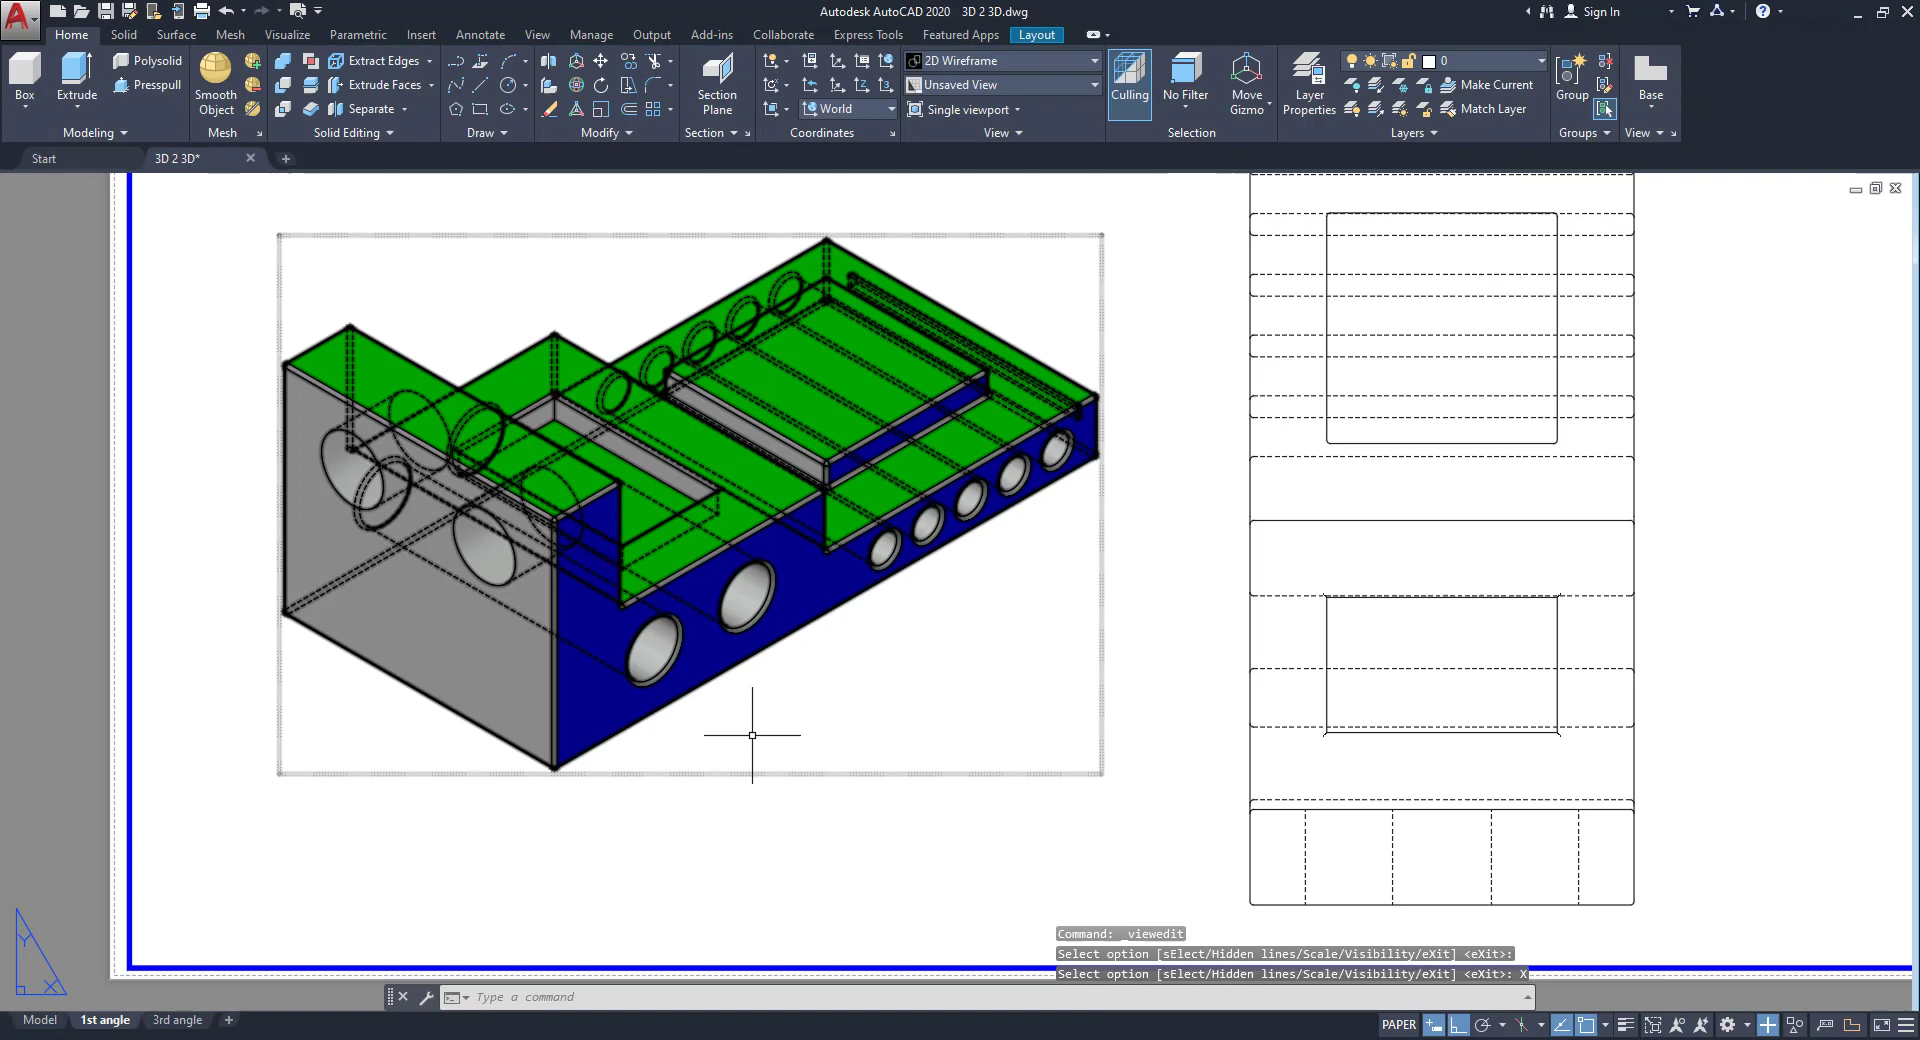 Autodesk AutoCAD 2020 3D 2 3D.dwg
Sign In
Home Solid Surface Mesh Visualize Parametric Insert Annotate View Manage Output Add-ins Collaborate Express Tools Featured Apps Layout
Box
Extrude
Polysolid
Presspull
Modeling
Smooth
Object
Mesh
Extract Edges
Extrude Faces
Separate
Solid Editing
Draw
Modify
Section
Plane
Section
World
Coordinates
2D Wireframe
Unsaved View
Single viewport
View
Culling
No Filter
Move
Gizmo
Selection
Layer
Properties
0
Make Current
Match Layer
Layers
Group
Groups
Base
View
Start
3D 2 3D*
Y
X
Command: _viewedit
Select option [sElect/Hidden lines/Scale/Visibility/eXit] <eXit>:
Select option [sElect/Hidden lines/Scale/Visibility/eXit] <eXit>: X
Type a command
Model 1st angle 3rd angle
PAPER